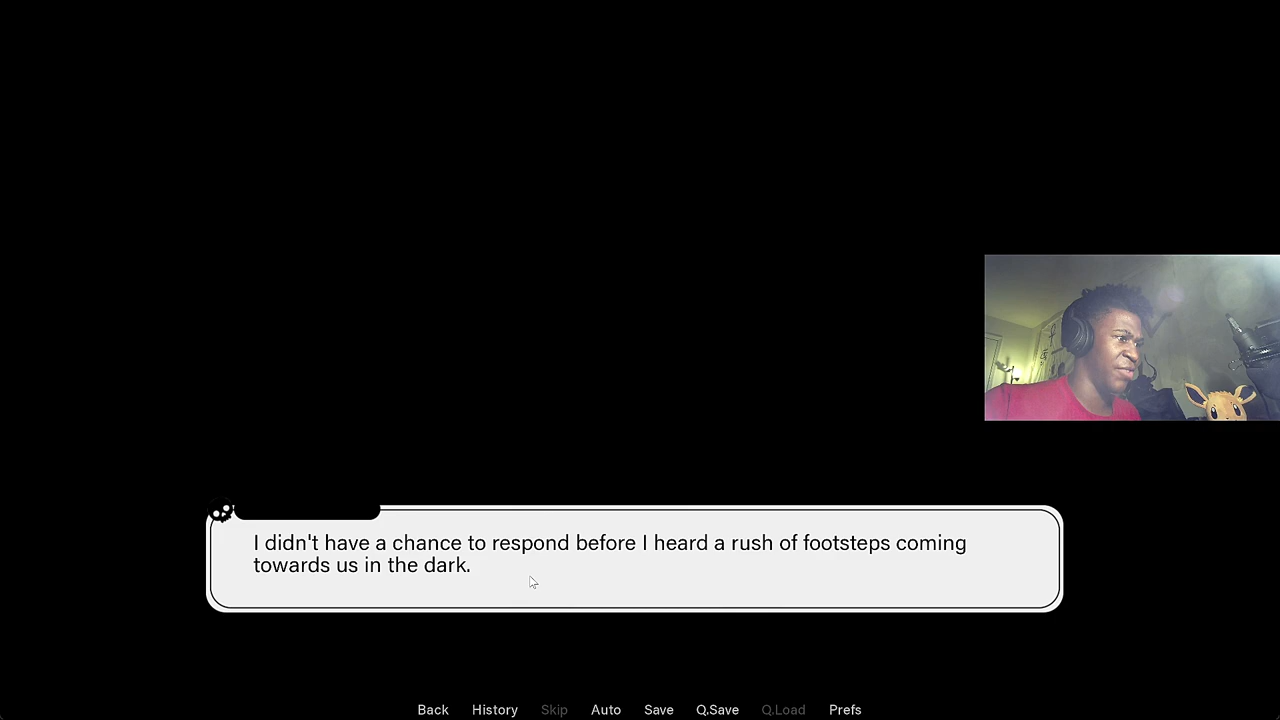 I didn't have a chance to respond before I heard a rush of footsteps coming
towards us in the dark.
Back History Skip Auto Save Q.Save Q.Load Prefs